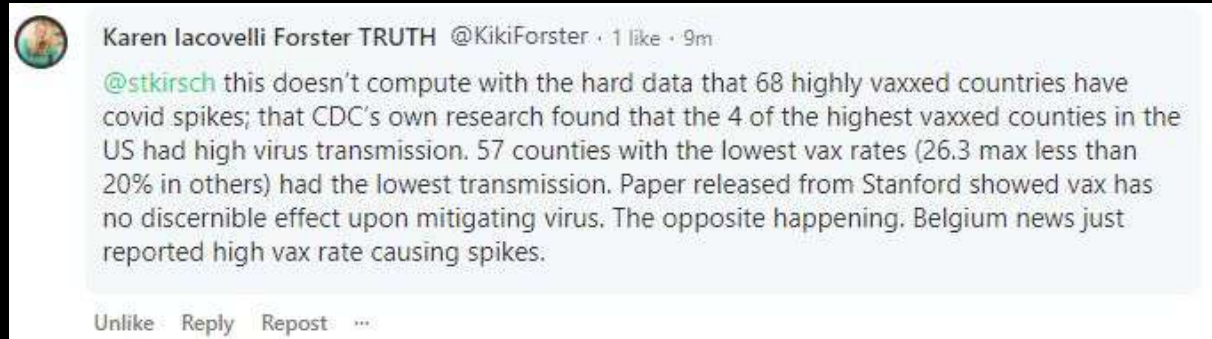 Karen Iacovelli Forster TRUTH @KikiForster · 1 like · 9m
@stkirsch this doesn't compute with the hard data that 68 highly vaxxed countries have
covid spikes; that CDC's own research found that the 4 of the highest vaxxed counties in the
US had high virus transmission. 57 counties with the lowest vax rates (26.3 max less than
20% in others) had the lowest transmission. Paper released from Stanford showed vax has
no discernible effect upon mitigating virus. The opposite happening. Belgium news just
reported high vax rate causing spikes.
Unlike Reply Repost ···